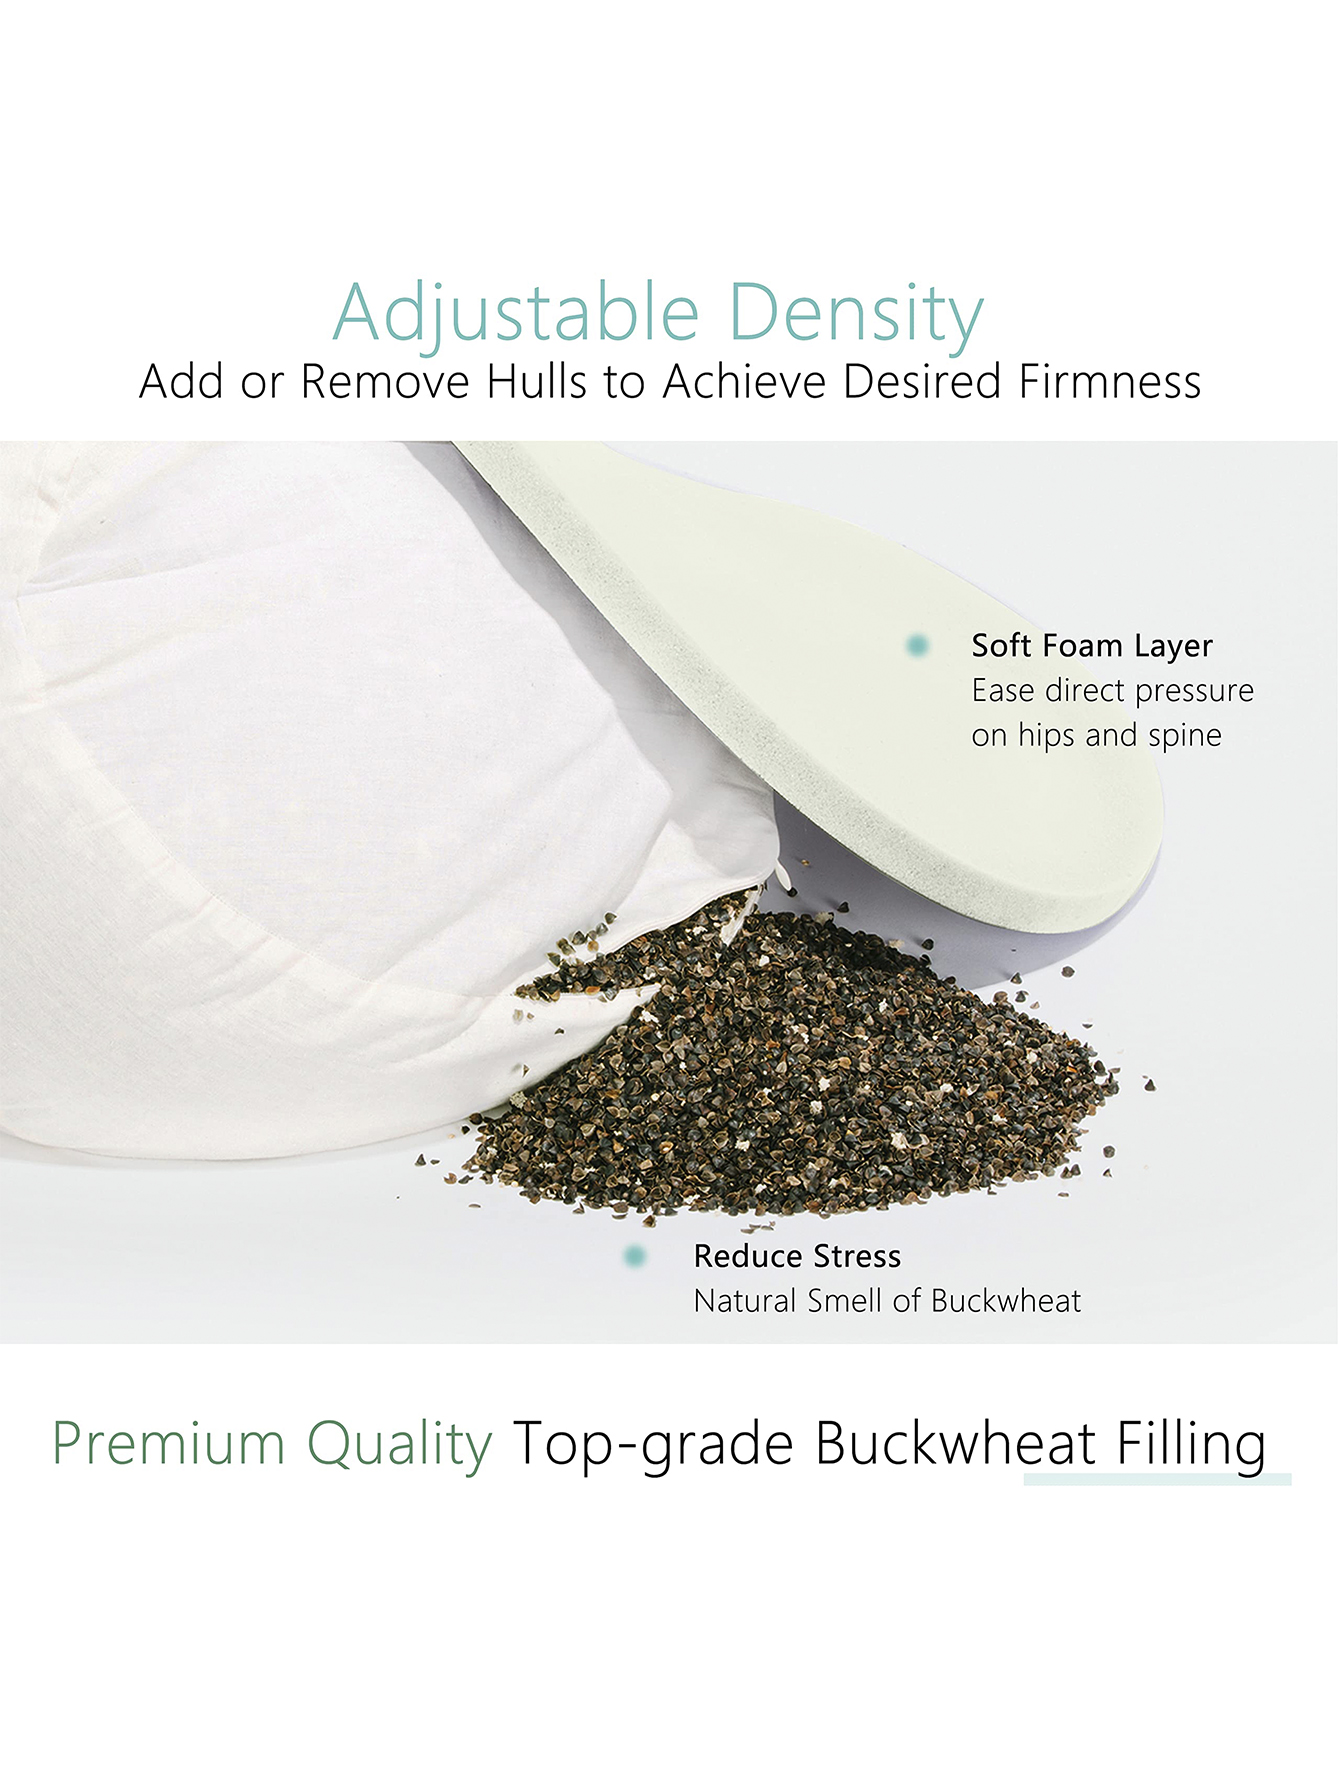 Adjustable Density
Add or Remove Hulls to Achieve Desired Firmness
Soft Foam Layer
Ease direct pressure
on hips and spine
Reduce Stress
Natural Smell of Buckwheat
Premium Quality Top-grade Buckwheat Filling